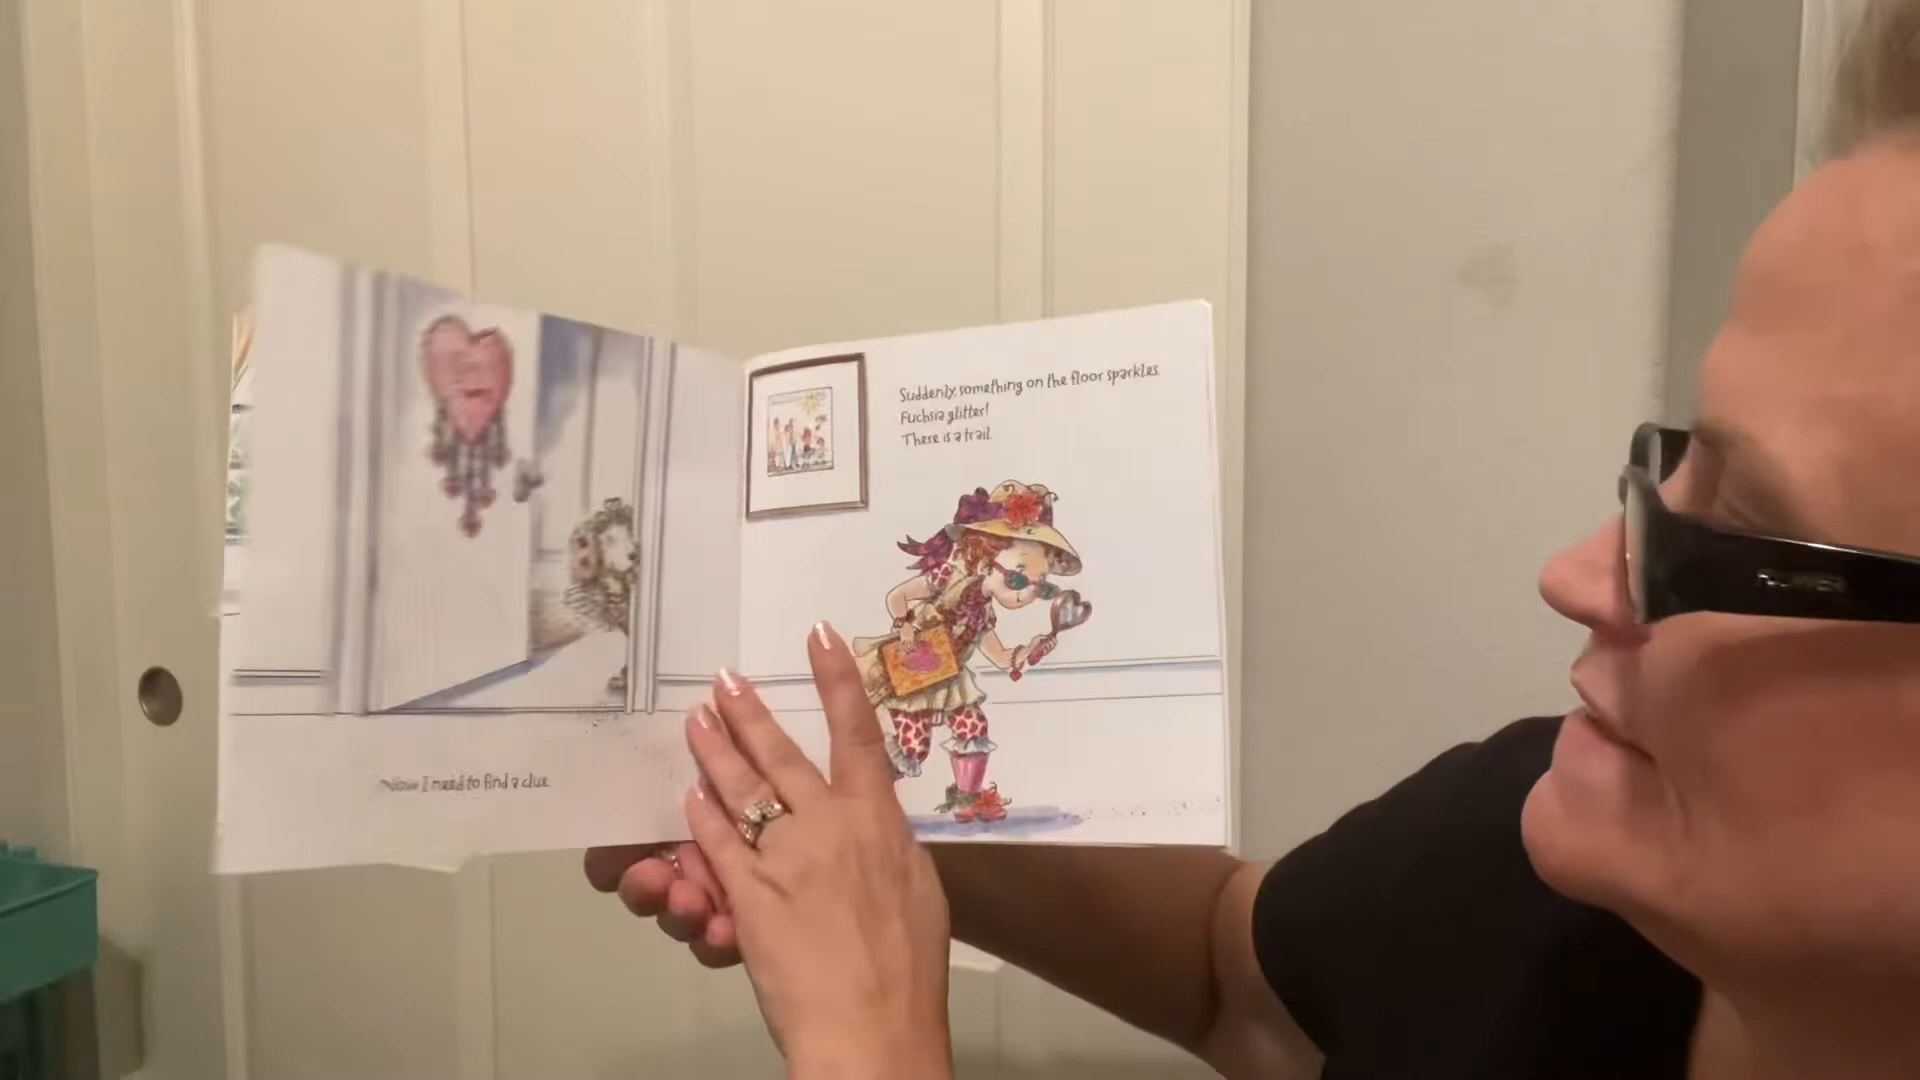 Now I need to find a clue.
Suddenly, something on the floor sparkles.
Fuchsia glitter!
There is a trail.